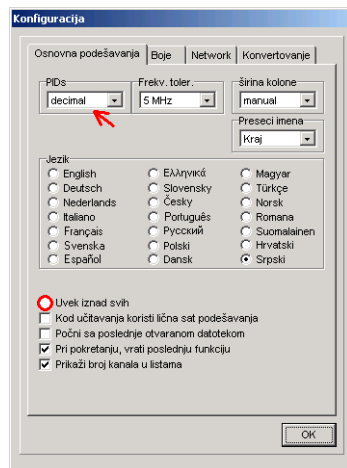 Konfiguracija
Osnovna podešavanja Boje Network Konvertovanje
PIDs Frekv. toler. širina kolone
decimal 5 MHz manual
Preseci imena
Kraj
Jezik
English Ελληνικά Magyar
Deutsch Slovensky Türkçe
Nederlands Česky Norsk
Italiano Português Romana
Français Русский Suomalainen
Svenska Polski Hrvatski
Español Dansk Srpski
Uvek iznad svih
Kod učitavanja koristi lična sat podešavanja
Počni sa poslednje otvaranom datotekom
Pri pokretanju, vrati poslednju funkciju
Prikaži broj kanala u listama
OK